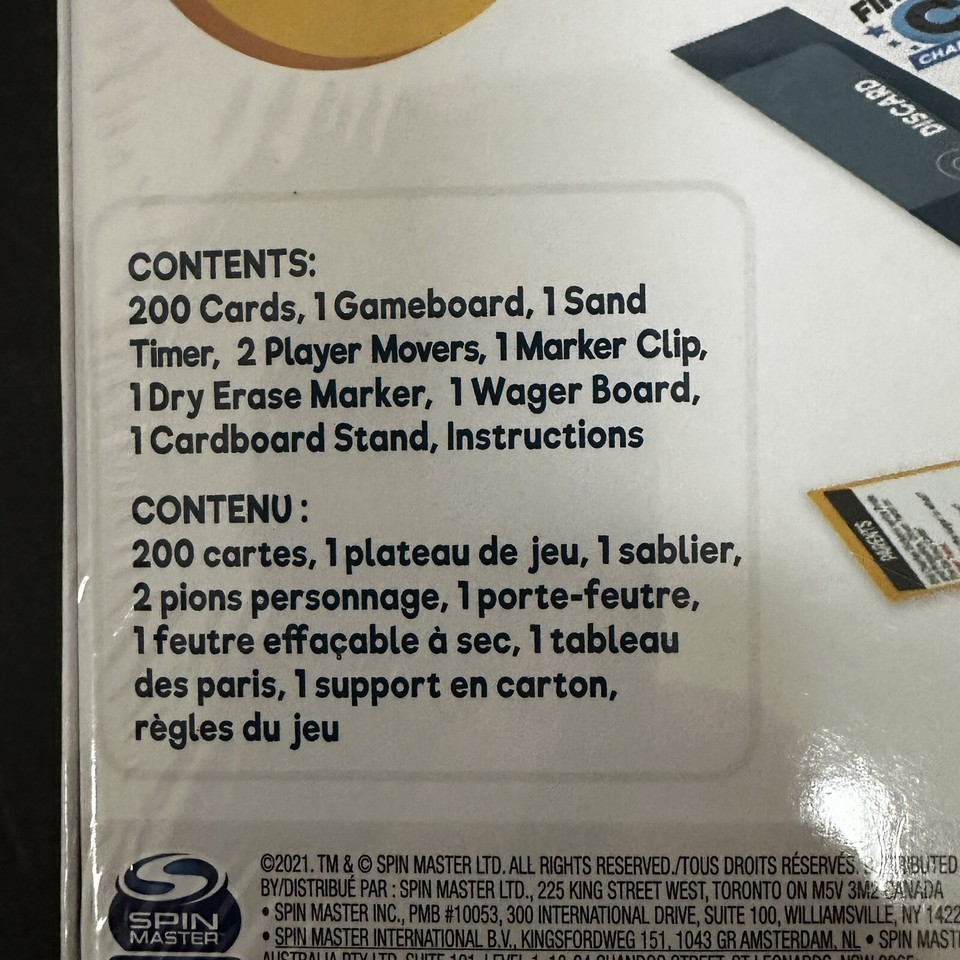 DISCARD
CONTENTS:
200 Cards, 1 Gameboard, 1 Sand
Timer, 2 Player Movers, 1 Marker Clip,
1 Dry Erase Marker, 1 Wager Board,
1 Cardboard Stand, Instructions
CONTENU :
200 cartes, 1 plateau de jeu, 1 sablier,
2 pions personnage, 1 porte-feutre,
1 feutre effaçable à sec, 1 tableau
des paris, 1 support en carton,
règles du jeu
PARENTS
SPIN
MASTER
©2021. TM & © SPIN MASTER LTD. ALL RIGHTS RESERVED./TOUS DROITS RÉSERVÉS.
BY/DISTRIBUÉ PAR : SPIN MASTER LTD., 225 KING STREET WEST, TORONTO ON M5V 3M2 CANADA
• SPIN MASTER INC., PMB #10053, 300 INTERNATIONAL DRIVE, SUITE 100, WILLIAMSVILLE, NY 1422
• SPIN MASTER INTERNATIONAL B.V., KINGSFORDWEG 151, 1043 GR AMSTERDAM, NL • SPIN MAST